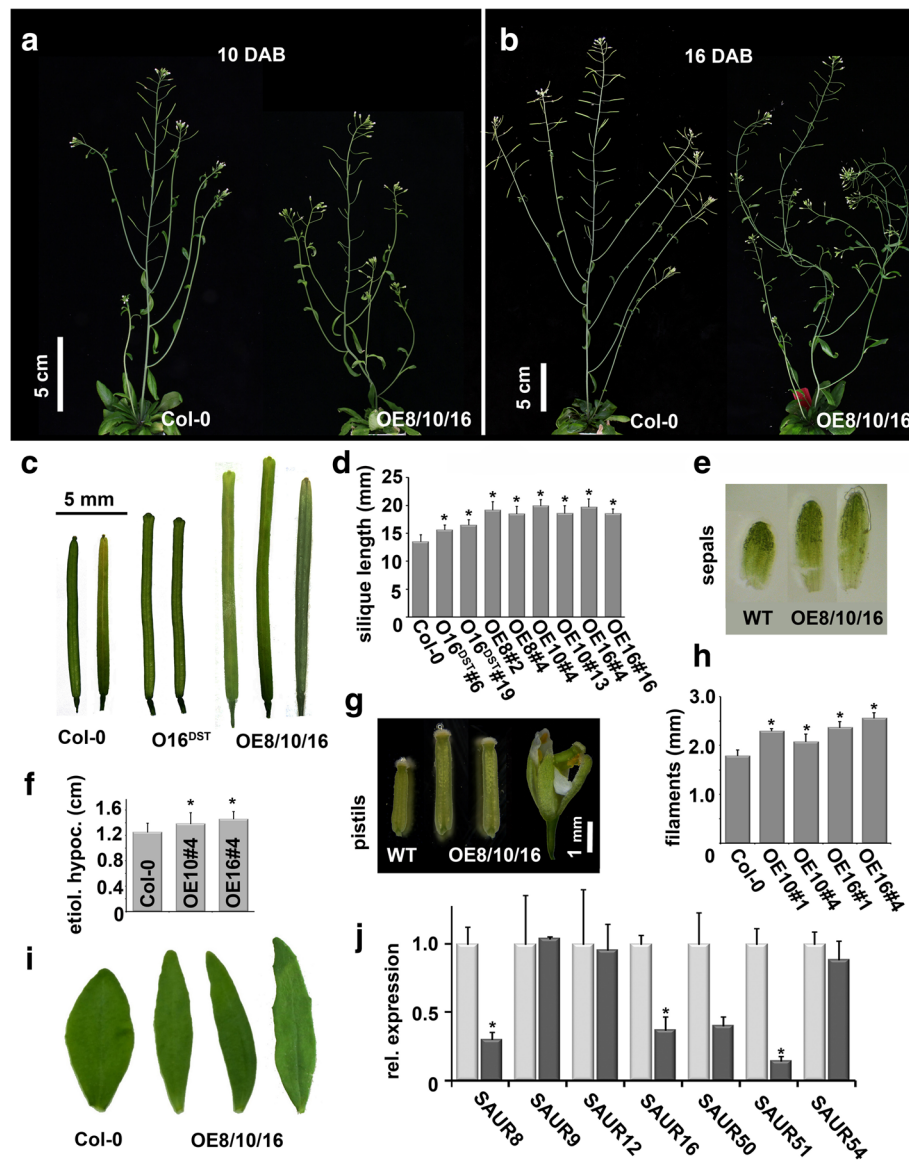 a
10 DAB
5 cm
Col-0
OE8/10/16
b
16 DAB
5 cm
Col-0
OE8/10/16
c
5 mm
Col-0
O16DST
OE8/10/16
d
silique length (mm)
25
20
15
10
5
0
* * * * * * * *
Col-0
O16DST#6
O16DST#19
OE8#2
OE8#4
OE10#4
OE10#13
OE16#4
OE16#16
e
sepals
WT
OE8/10/16
f
etiol. hypoc. (cm)
1.6
1.2
0.8
0.4
0
* *
Col-0
OE10#4
OE16#4
g
pistils
WT
OE8/10/16
1 mm
h
filaments (mm)
3.0
2.0
1.0
0
* * * *
Col-0
OE10#1
OE10#4
OE16#1
OE16#4
i
Col-0
OE8/10/16
j
rel. expression
1.0
0.5
0
* * *
SAUR8
SAUR9
SAUR12
SAUR16
SAUR50
SAUR51
SAUR54